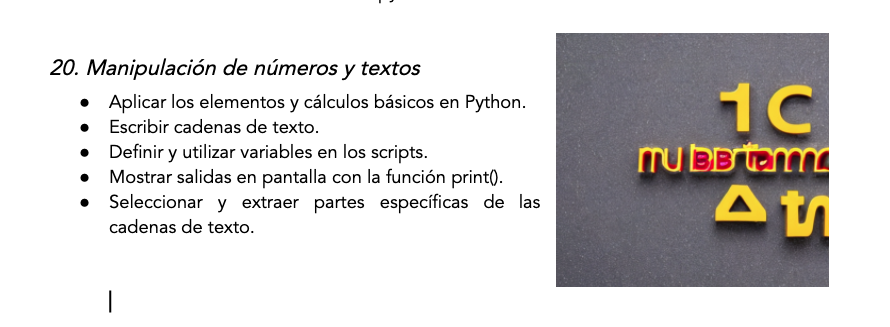 20. Manipulación de números y textos
● Aplicar los elementos y cálculos básicos en Python.
● Escribir cadenas de texto.
● Definir y utilizar variables en los scripts.
● Mostrar salidas en pantalla con la función print().
● Seleccionar y extraer partes específicas de las
cadenas de texto.
1C